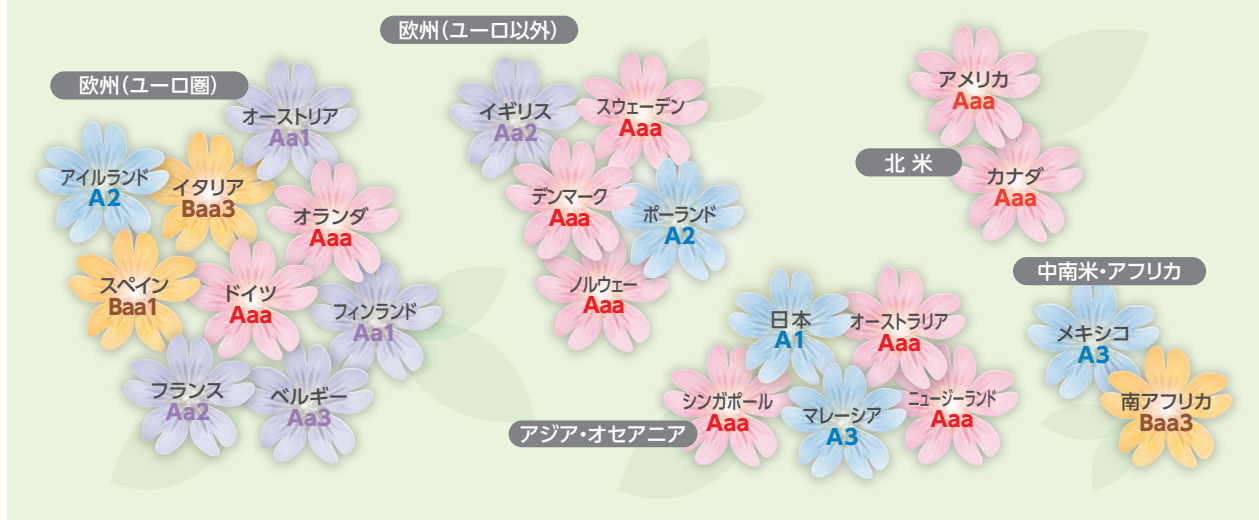 欧州(ユーロ圏)
オーストリア
Aa1
アイルランド
A2
イタリア
Baa3
オランダ
Aaa
スペイン
Baa1
ドイツ
Aaa
フィンランド
Aa1
フランス
Aa2
ベルギー
Aa3
欧州(ユーロ以外)
イギリス
Aa2
スウェーデン
Aaa
デンマーク
Aaa
ポーランド
A2
ノルウェー
Aaa
北 米
アメリカ
Aaa
カナダ
Aaa
アジア・オセアニア
日本
A1
オーストラリア
Aaa
シンガポール
Aaa
マレーシア
A3
ニュージーランド
Aaa
中南米・アフリカ
メキシコ
A3
南アフリカ
Baa3